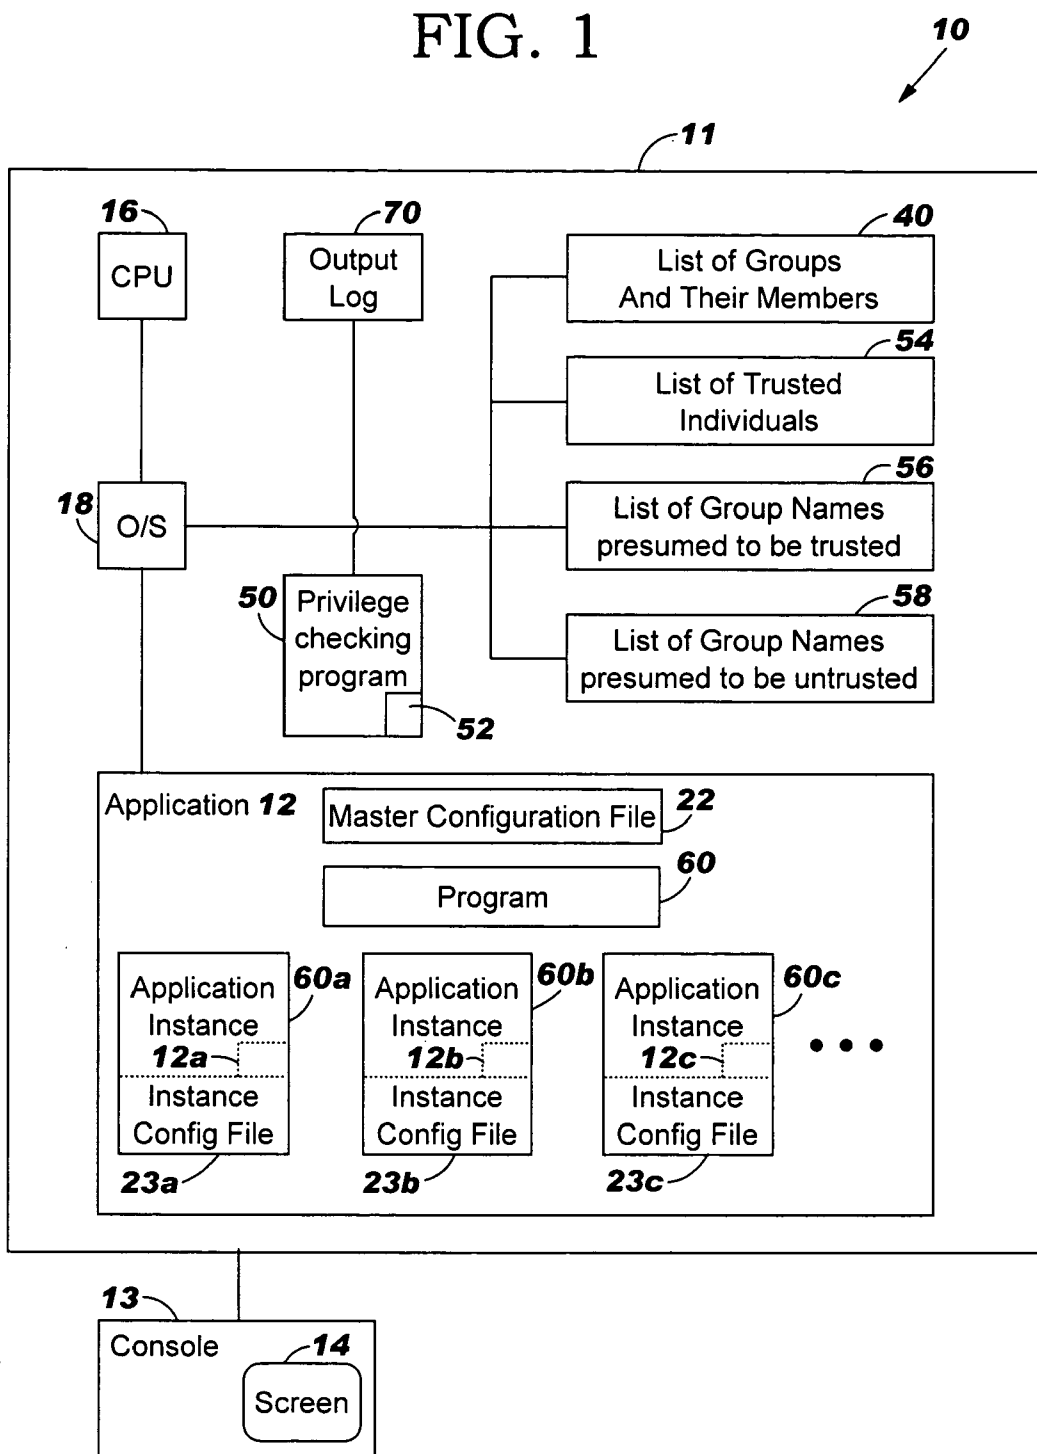 FIG. 1
10
11
16
CPU
70
Output
Log
40
List of Groups
And Their Members
54
List of Trusted
Individuals
18
O/S
56
List of Group Names
presumed to be trusted
50
Privilege
checking
program
52
58
List of Group Names
presumed to be untrusted
Application 12
Master Configuration File
22
Program
60
Application
Instance
12a
60a
Instance
Config File
23a
Application
Instance
12b
60b
Instance
Config File
23b
Application
Instance
12c
60c
Instance
Config File
23c
13
Console
14
Screen